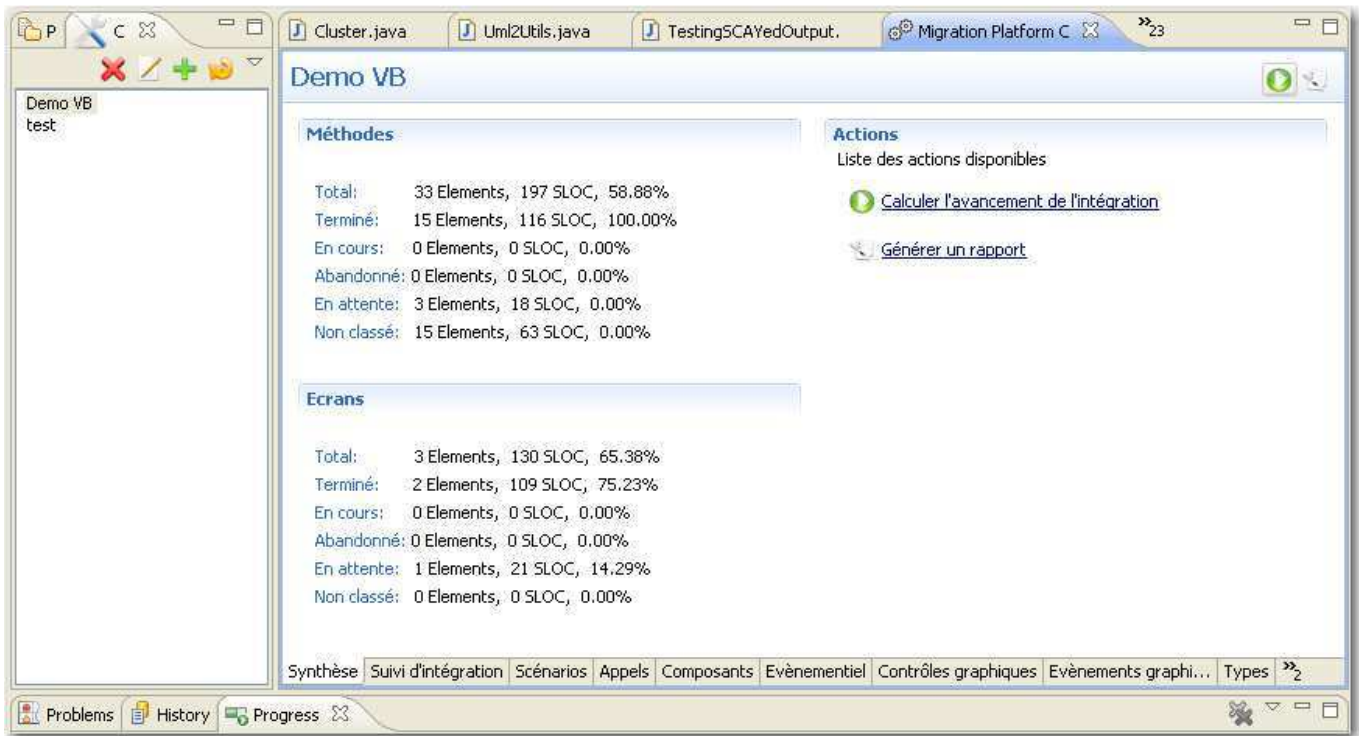 P C
Cluster.java Uml2Utils.java TestingSCAYedOutput. Migration Platform C »23
Demo VB
test
Demo VB
Méthodes
Total: 33 Elements, 197 SLOC, 58.88%
Terminé: 15 Elements, 116 SLOC, 100.00%
En cours: 0 Elements, 0 SLOC, 0.00%
Abandonné: 0 Elements, 0 SLOC, 0.00%
En attente: 3 Elements, 18 SLOC, 0.00%
Non classé: 15 Elements, 63 SLOC, 0.00%
Actions
Liste des actions disponibles
Calculer l'avancement de l'intégration
Générer un rapport
Ecrans
Total: 3 Elements, 130 SLOC, 65.38%
Terminé: 2 Elements, 109 SLOC, 75.23%
En cours: 0 Elements, 0 SLOC, 0.00%
Abandonné: 0 Elements, 0 SLOC, 0.00%
En attente: 1 Elements, 21 SLOC, 14.29%
Non classé: 0 Elements, 0 SLOC, 0.00%
Synthèse Suivi d'intégration Scénarios Appels Composants Evènementiel Contrôles graphiques Evènements graphi... Types »2
Problems History Progress